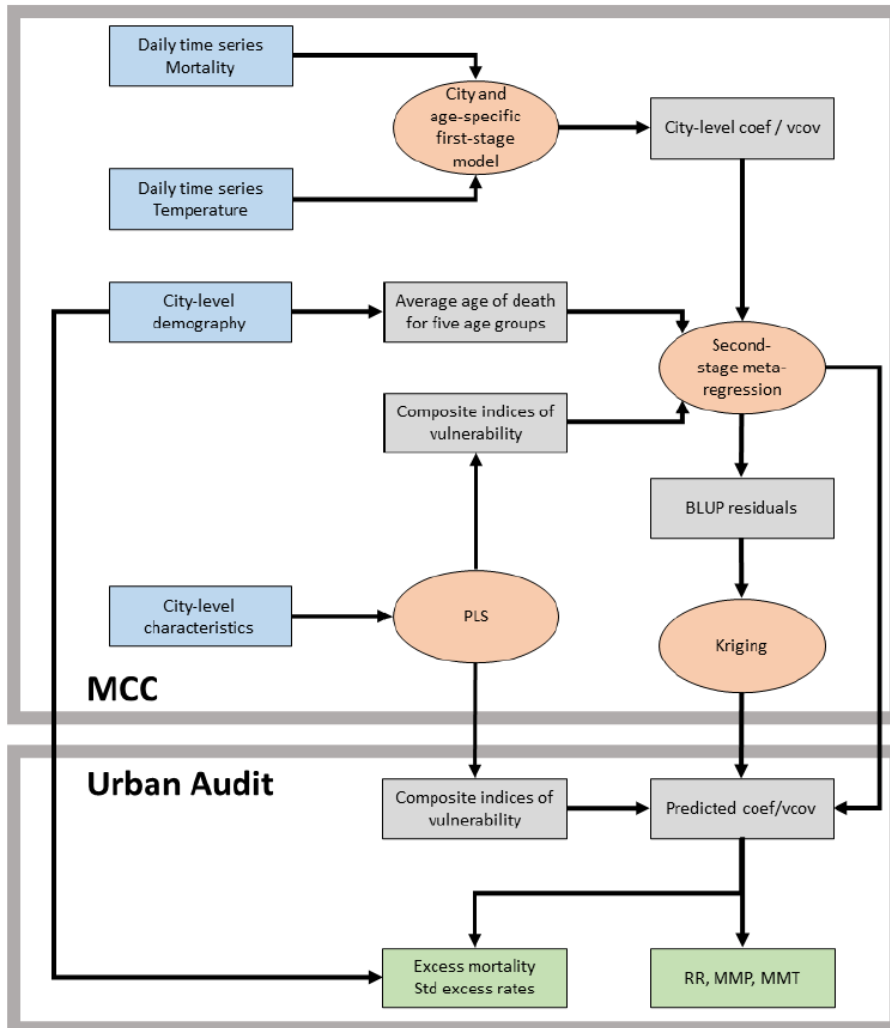 Daily time series
Mortality
City and
age-specific
first-stage
model
City-level coef / vcov
Daily time series
Temperature
City-level
demography
Average age of death
for five age groups
Second-
stage meta-
regression
Composite indices of
vulnerability
BLUP residuals
City-level
characteristics
PLS
Kriging
MCC
Urban Audit
Composite indices of
vulnerability
Predicted coef/vcov
Excess mortality
Std excess rates
RR, MMP, MMT